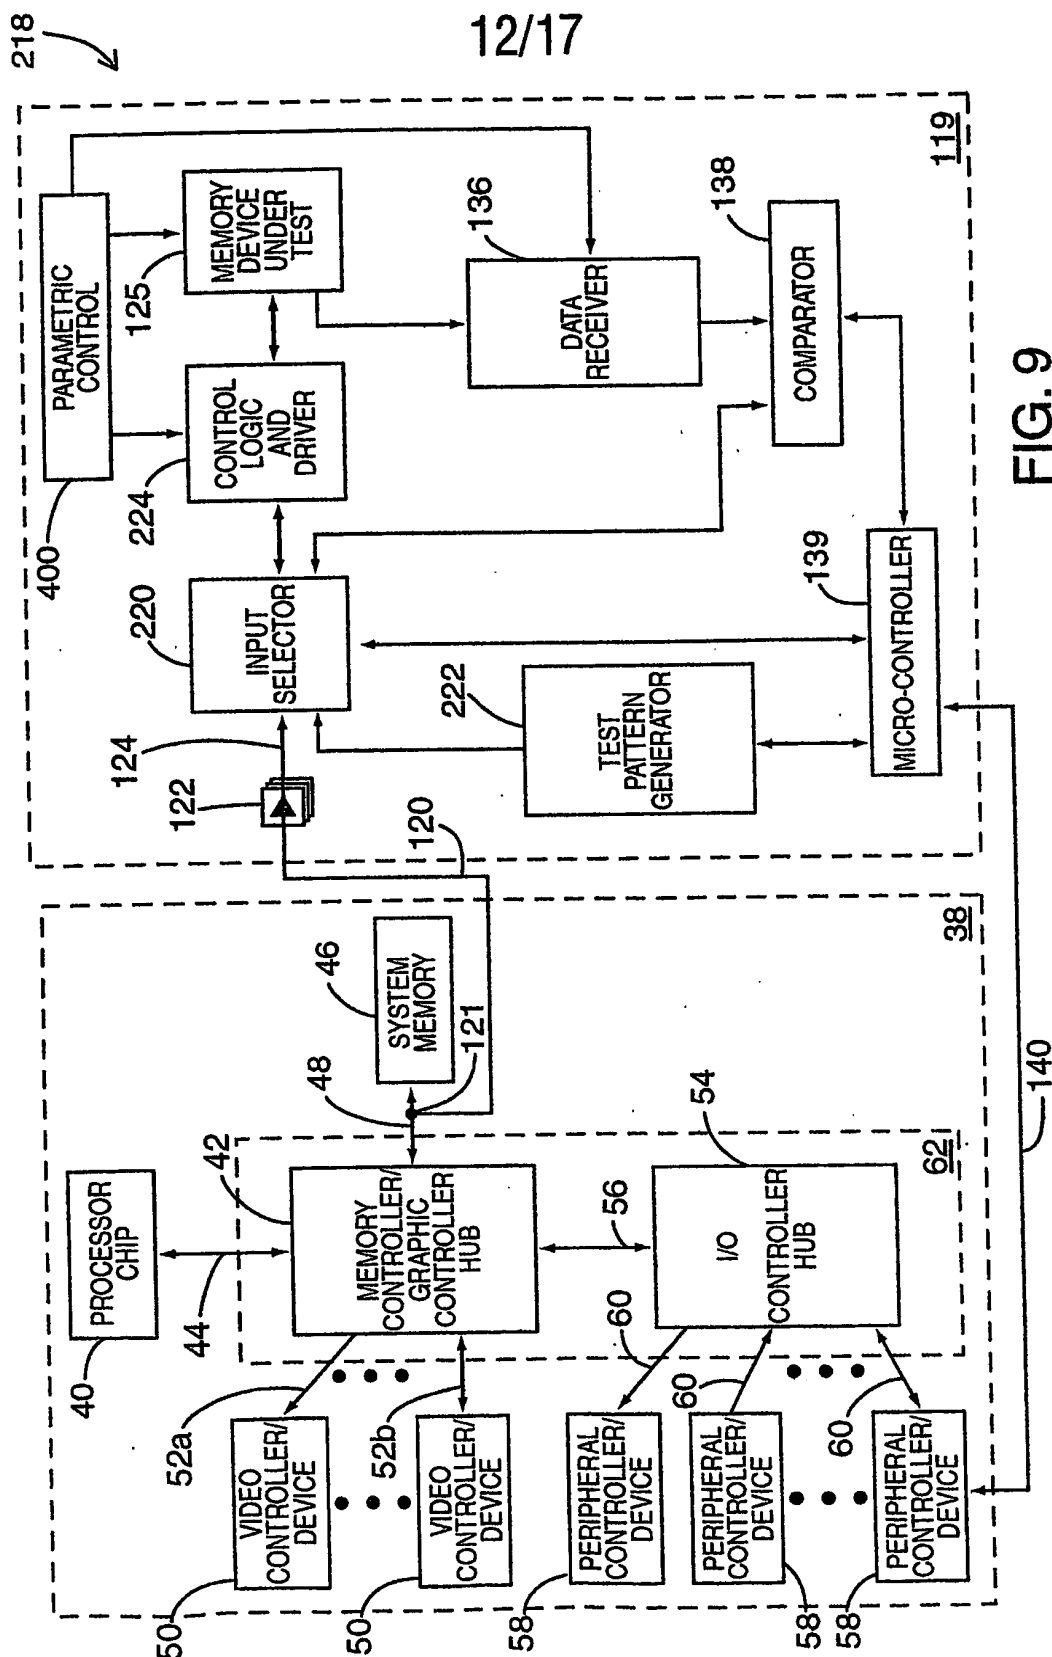 12/17
218
400
PARAMETRIC
CONTROL
224
CONTROL
LOGIC
AND
DRIVER
125
MEMORY
DEVICE
UNDER
TEST
220
INPUT
SELECTOR
124
122
120
136
DATA
RECEIVER
138
COMPARATOR
222
TEST
PATTERN
GENERATOR
139
MICRO-CONTROLLER
119
40
PROCESSOR
CHIP
44
42
MEMORY
CONTROLLER/
GRAPHIC
CONTROLLER
HUB
48
46
SYSTEM
MEMORY
121
52a
50
VIDEO
CONTROLLER/
DEVICE
52b
50
VIDEO
CONTROLLER/
DEVICE
56
54
I/O
CONTROLLER
HUB
62
60
58
PERIPHERAL
CONTROLLER/
DEVICE
60
58
PERIPHERAL
CONTROLLER/
DEVICE
60
58
PERIPHERAL
CONTROLLER/
DEVICE
38
140
FIG. 9